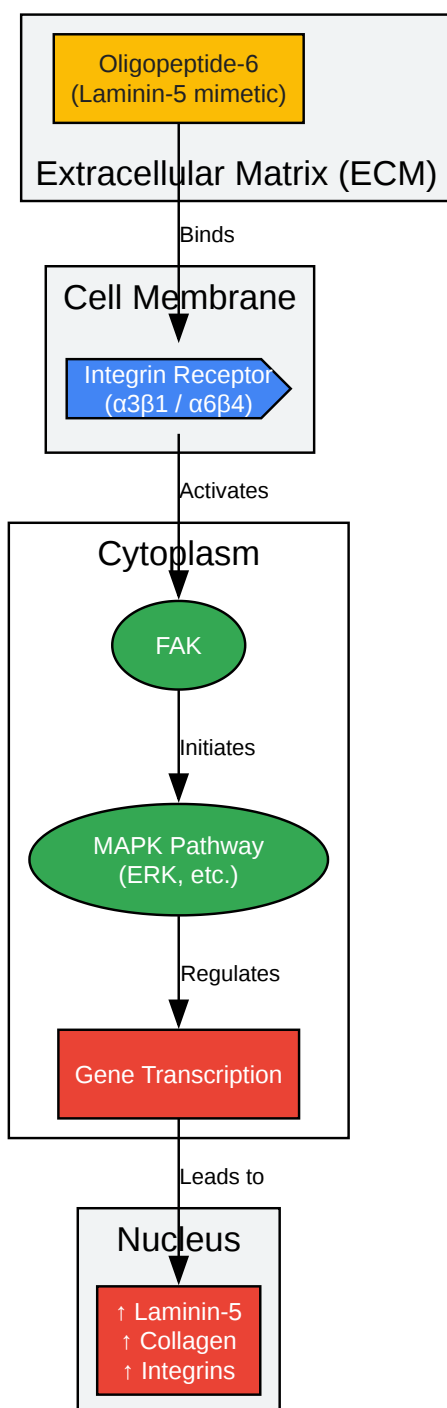 Oligopeptide-6
(Laminin-5 mimetic)
Extracellular Matrix (ECM)
Binds
Cell Membrane
Integrin Receptor
(α3β1 / α6β4)
Activates
Cytoplasm
FAK
Initiates
MAPK Pathway
(ERK, etc.)
Regulates
Gene Transcription
Leads to
Nucleus
↑ Laminin-5
↑ Collagen
↑ Integrins